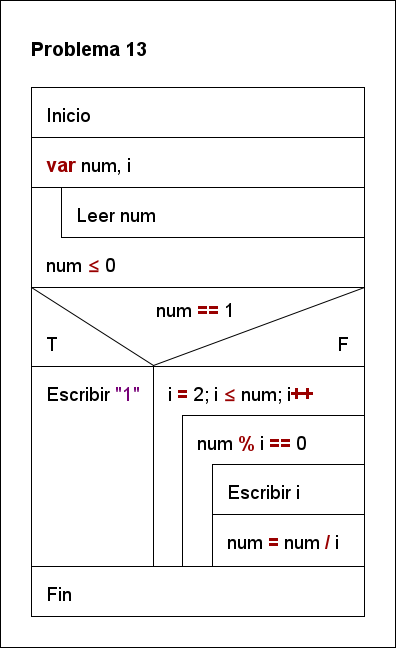 Problema 13
Inicio
var num, i
Leer num
num ≤ 0
num == 1
T
F
Escribir "1"
i = 2; i ≤ num; i++
num % i == 0
Escribir i
num = num / i
Fin